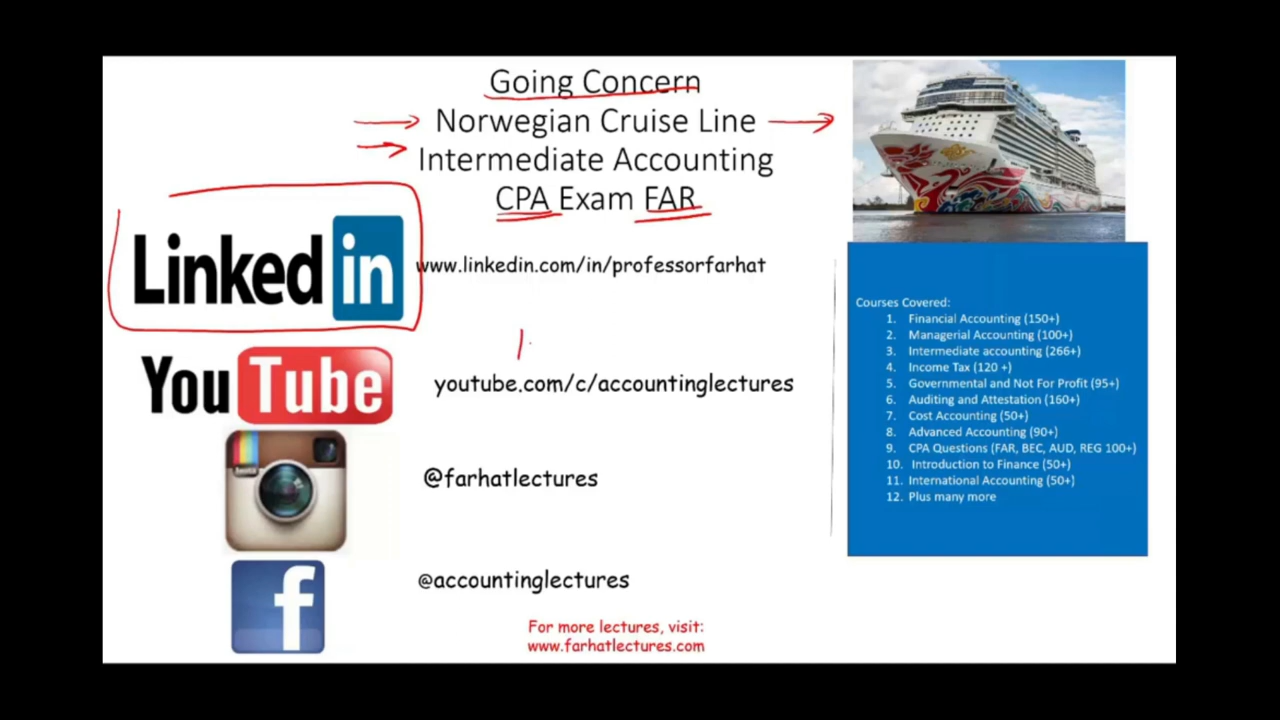 Going Concern
Norwegian Cruise Line
Intermediate Accounting
CPA Exam FAR
Linked in
www.linkedin.com/in/professorfarhat
YouTube
youtube.com/c/accountinglectures
@farhatlectures
@accountinglectures
For more lectures, visit:
www.farhatlectures.com
Courses Covered:
1. Financial Accounting (150+)
2. Managerial Accounting (100+)
3. Intermediate accounting (266+)
4. Income Tax (120 +)
5. Governmental and Not For Profit (95+)
6. Auditing and Attestation (160+)
7. Cost Accounting (50+)
8. Advanced Accounting (90+)
9. CPA Questions (FAR, BEC, AUD, REG 100+)
10. Introduction to Finance (50+)
11. International Accounting (50+)
12. Plus many more